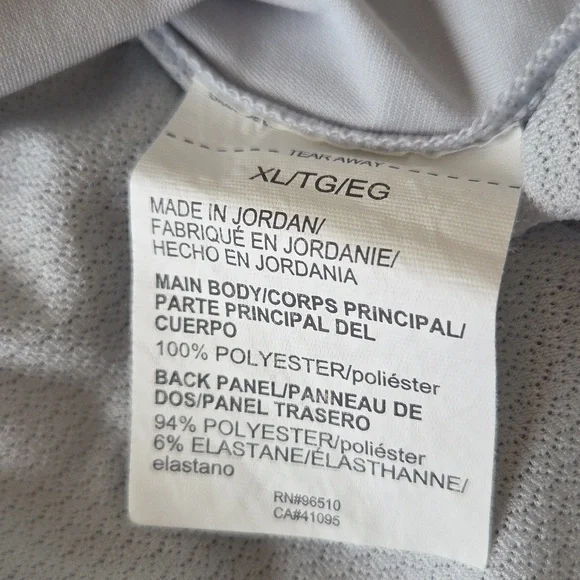 TEAR AWAY
XL/TG/EG
MADE IN JORDAN/
FABRIQUÉ EN JORDANIE/
HECHO EN JORDANIA
MAIN BODY/CORPS PRINCIPAL/
PARTE PRINCIPAL DEL
CUERPO
100% POLYESTER/poliéster
BACK PANEL/PANNEAU DE
DOS/PANEL TRASERO
94% POLYESTER/poliéster
6% ELASTANE/ÉLASTHANNE/
elastano
RN#96510
CA#41095